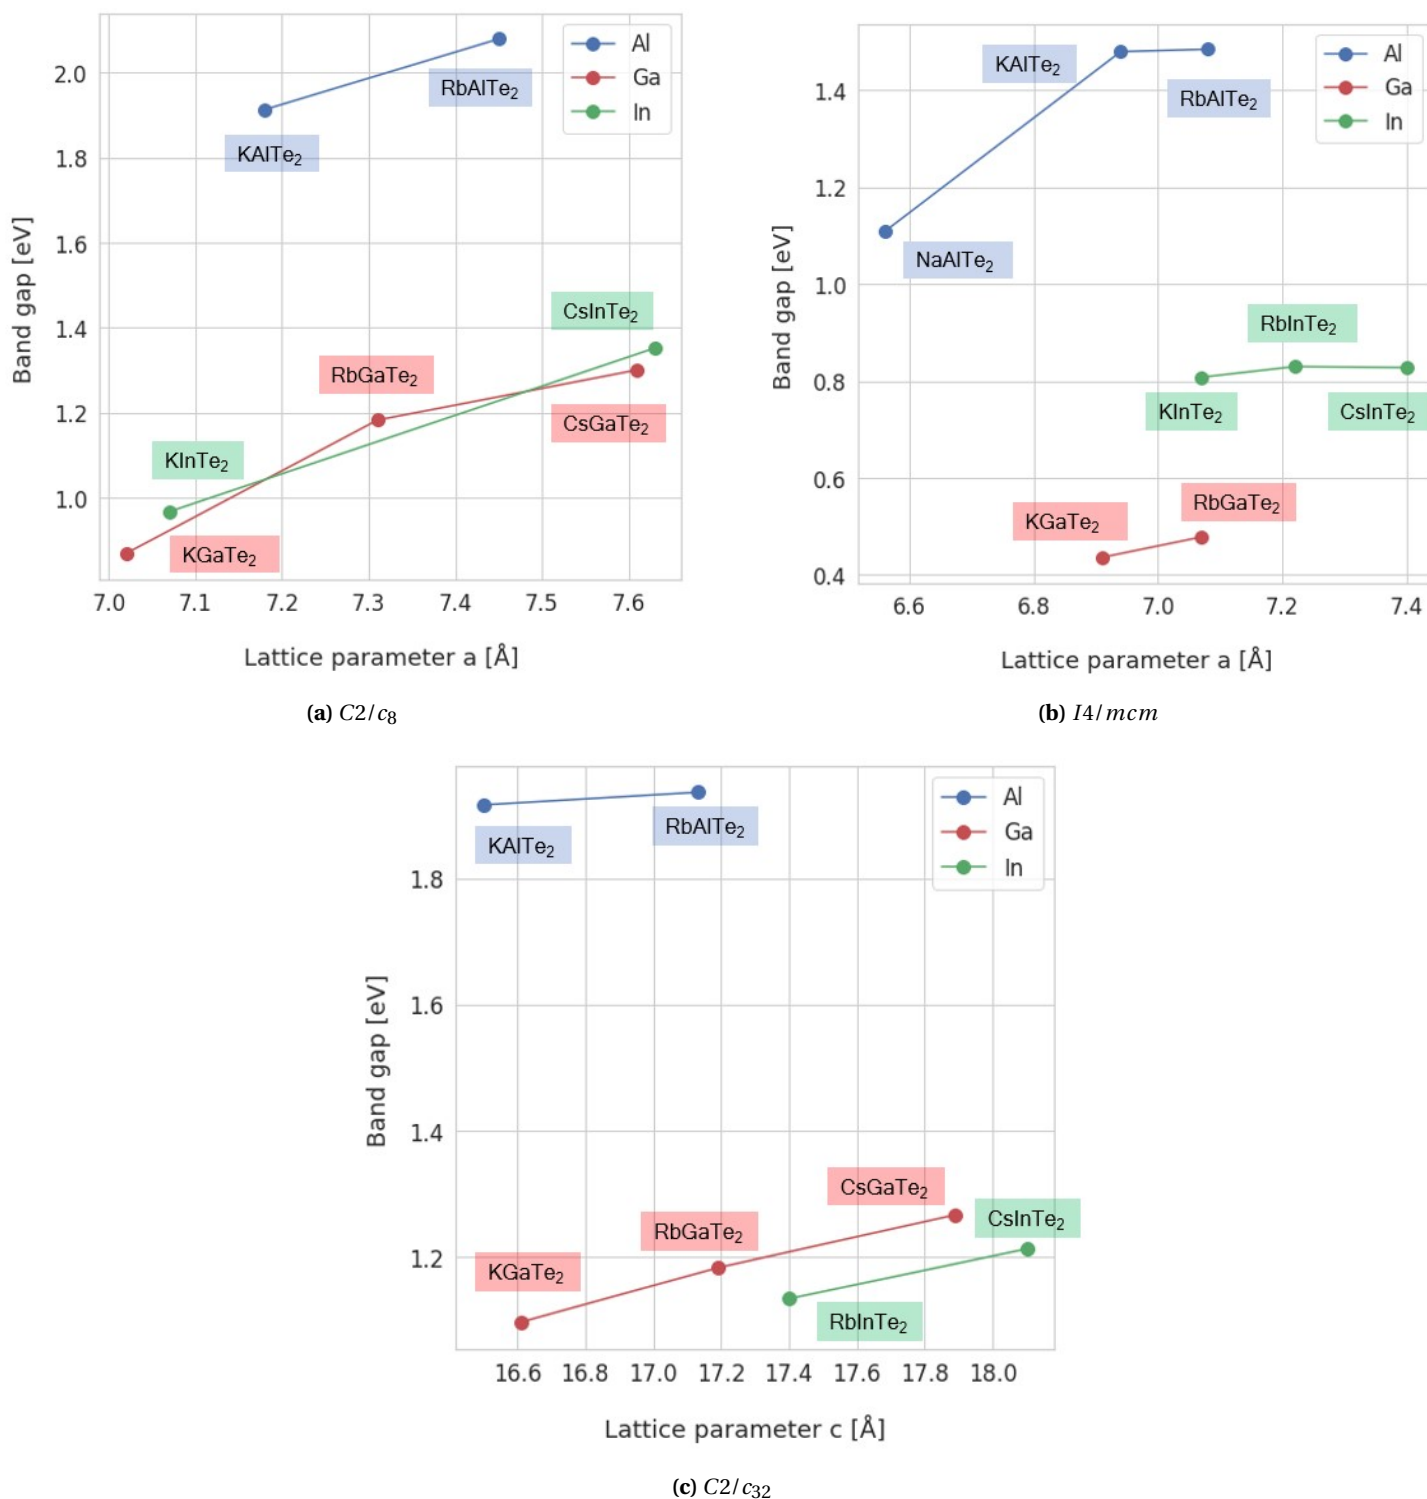 2.0
1.8
1.6
1.4
1.2
1.0
Band gap [eV]
Al
Ga
In
RbAlTe₂
KAlTe₂
CsInTe₂
RbGaTe₂
CsGaTe₂
KInTe₂
KGaTe₂
7.0 7.1 7.2 7.3 7.4 7.5 7.6
Lattice parameter a [Å]
(a) C2/c₈
1.4
1.2
1.0
0.8
0.6
0.4
Band gap [eV]
Al
Ga
In
KAlTe₂
RbAlTe₂
NaAlTe₂
RbInTe₂
KInTe₂
CsInTe₂
RbGaTe₂
KGaTe₂
6.6 6.8 7.0 7.2 7.4
Lattice parameter a [Å]
(b) I4/mcm
1.8
1.6
1.4
1.2
Band gap [eV]
Al
Ga
In
KAlTe₂
RbAlTe₂
CsGaTe₂
CsInTe₂
RbGaTe₂
KGaTe₂
RbInTe₂
16.6 16.8 17.0 17.2 17.4 17.6 17.8 18.0
Lattice parameter c [Å]
(c) C2/c₃₂